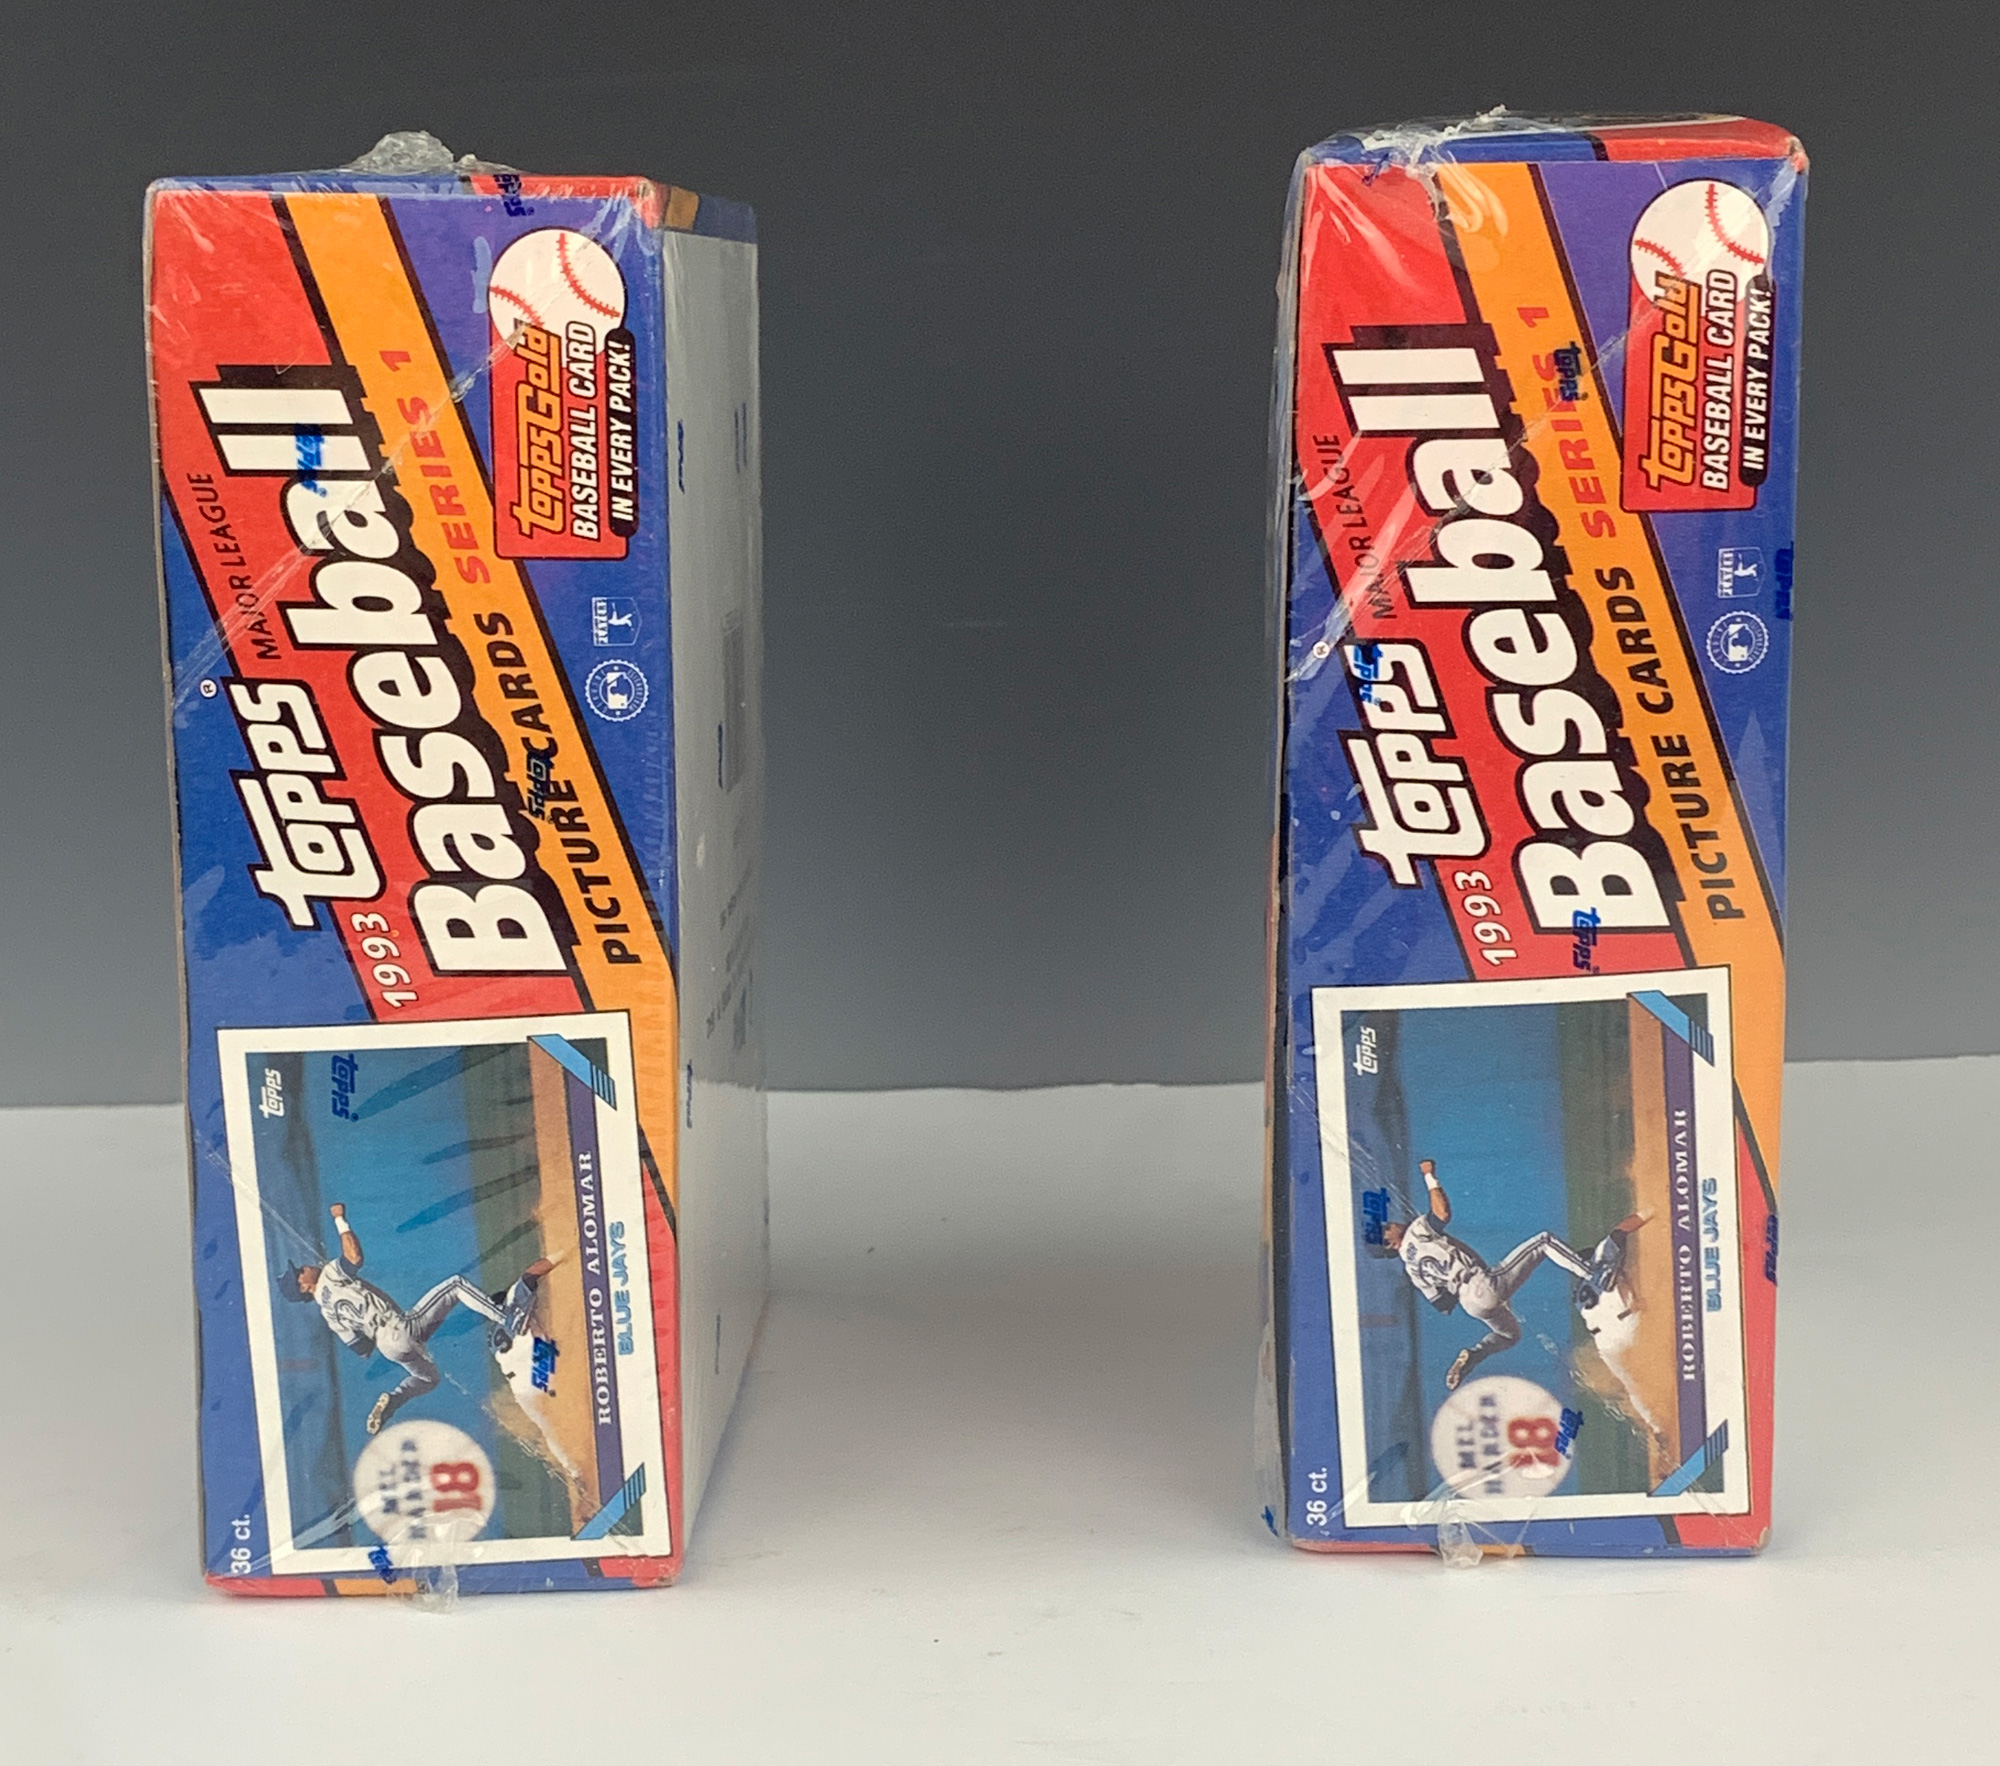 Topps® MAJOR LEAGUE
1993 Baseball
PICTURE CARDS SERIES 1
ToppsGold
BASEBALL CARD
IN EVERY PACK!
Topps
ROBERTO ALOMAR
BLUE JAYS
MEL
HARDER
18
36 ct.
Topps® MAJOR LEAGUE
1993 Baseball
PICTURE CARDS SERIES 1
ToppsGold
BASEBALL CARD
IN EVERY PACK!
Topps
ROBERTO ALOMAR
BLUE JAYS
MEL
HARDER
18
36 ct.